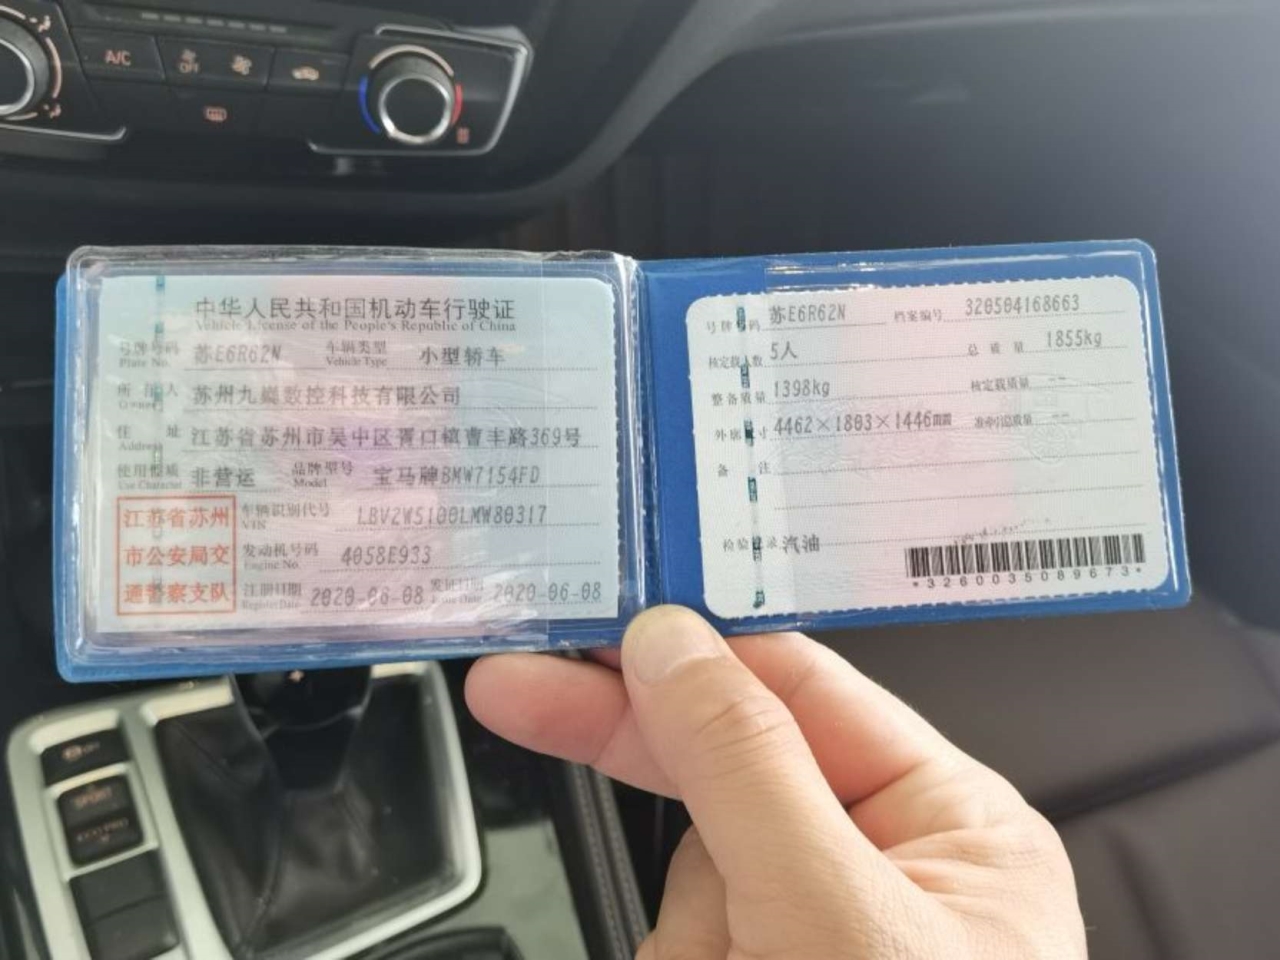 A/C
OFF
中华人民共和国机动车行驶证
Vehicle License of the People's Republic of China
号牌号码 苏E6R62N 车辆类型 小型轿车
Plate No. Vehicle Type
所有人 苏州九巅数控科技有限公司
Owner
住址 江苏省苏州市吴中区胥口镇曹丰路369号
Address
使用性质 非营运 品牌型号 宝马牌BMW7154FD
Use Character Model
江苏省苏州
市公安局交
通警察支队
车辆识别代号 LBV2W5100LMW80317
VIN
发动机号码 4058E933
Engine No.
注册日期 2020-06-08 发证日期 2020-06-08
Register Date Issue Date
号牌号码 苏E6R62N 档案编号 320504168663
核定载人数 5人 总质量 1855kg
整备质量 1398kg 核定载质量 --
外廓尺寸 4462×1803×1446mm --
备注
检验记录 汽油
*3260035089673*
SPORT
ECO PRO